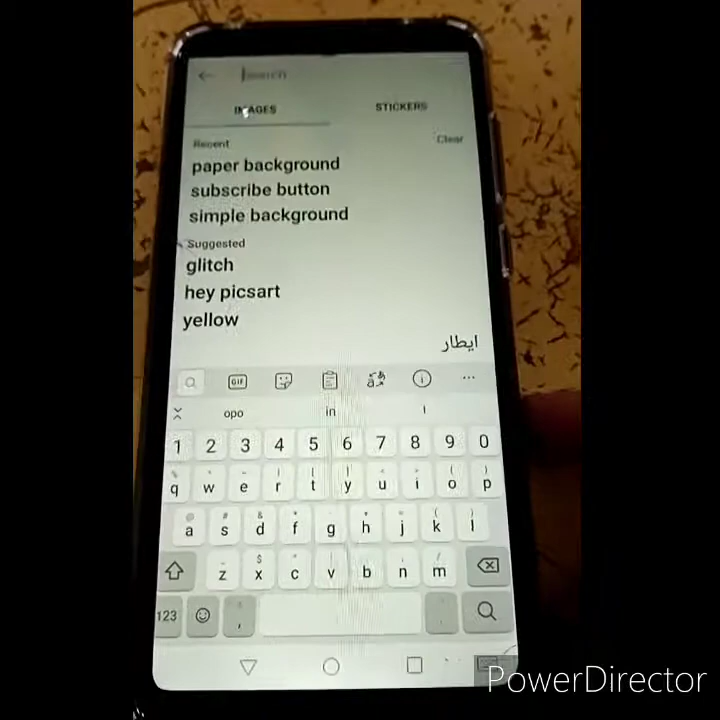 Search
IMAGES STICKERS
Recent Clear
paper background
subscribe button
simple background
Suggested
glitch
hey picsart
yellow
ايطار
GIF
opo in I
1 2 3 4 5 6 7 8 9 0
q w e r t y u i o p
a s d f g h j k l
z x c v b n m
123 ,
PowerDirector